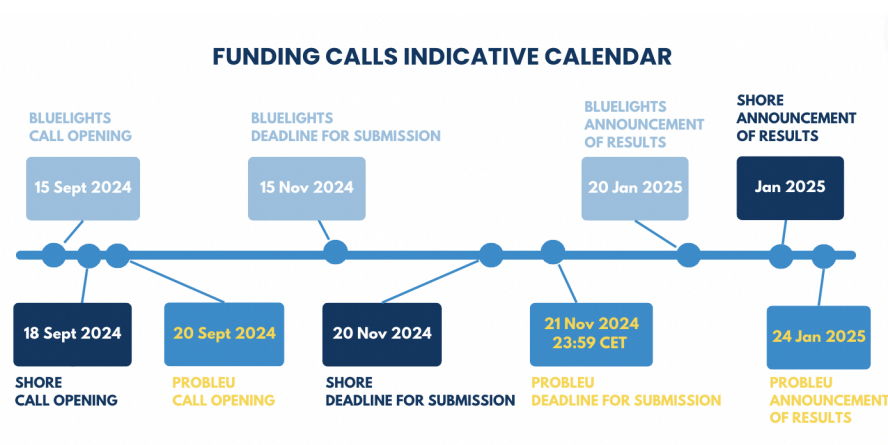 FUNDING CALLS INDICATIVE CALENDAR
BLUELIGHTS
CALL OPENING
15 Sept 2024
BLUELIGHTS
DEADLINE FOR SUBMISSION
15 Nov 2024
BLUELIGHTS
ANNOUNCEMENT
OF RESULTS
20 Jan 2025
SHORE
ANNOUNCEMENT
OF RESULTS
Jan 2025
18 Sept 2024
SHORE
CALL OPENING
20 Sept 2024
PROBLEU
CALL OPENING
20 Nov 2024
SHORE
DEADLINE FOR SUBMISSION
21 Nov 2024
23:59 CET
PROBLEU
DEADLINE FOR SUBMISSION
24 Jan 2025
PROBLEU
ANNOUNCEMENT
OF RESULTS